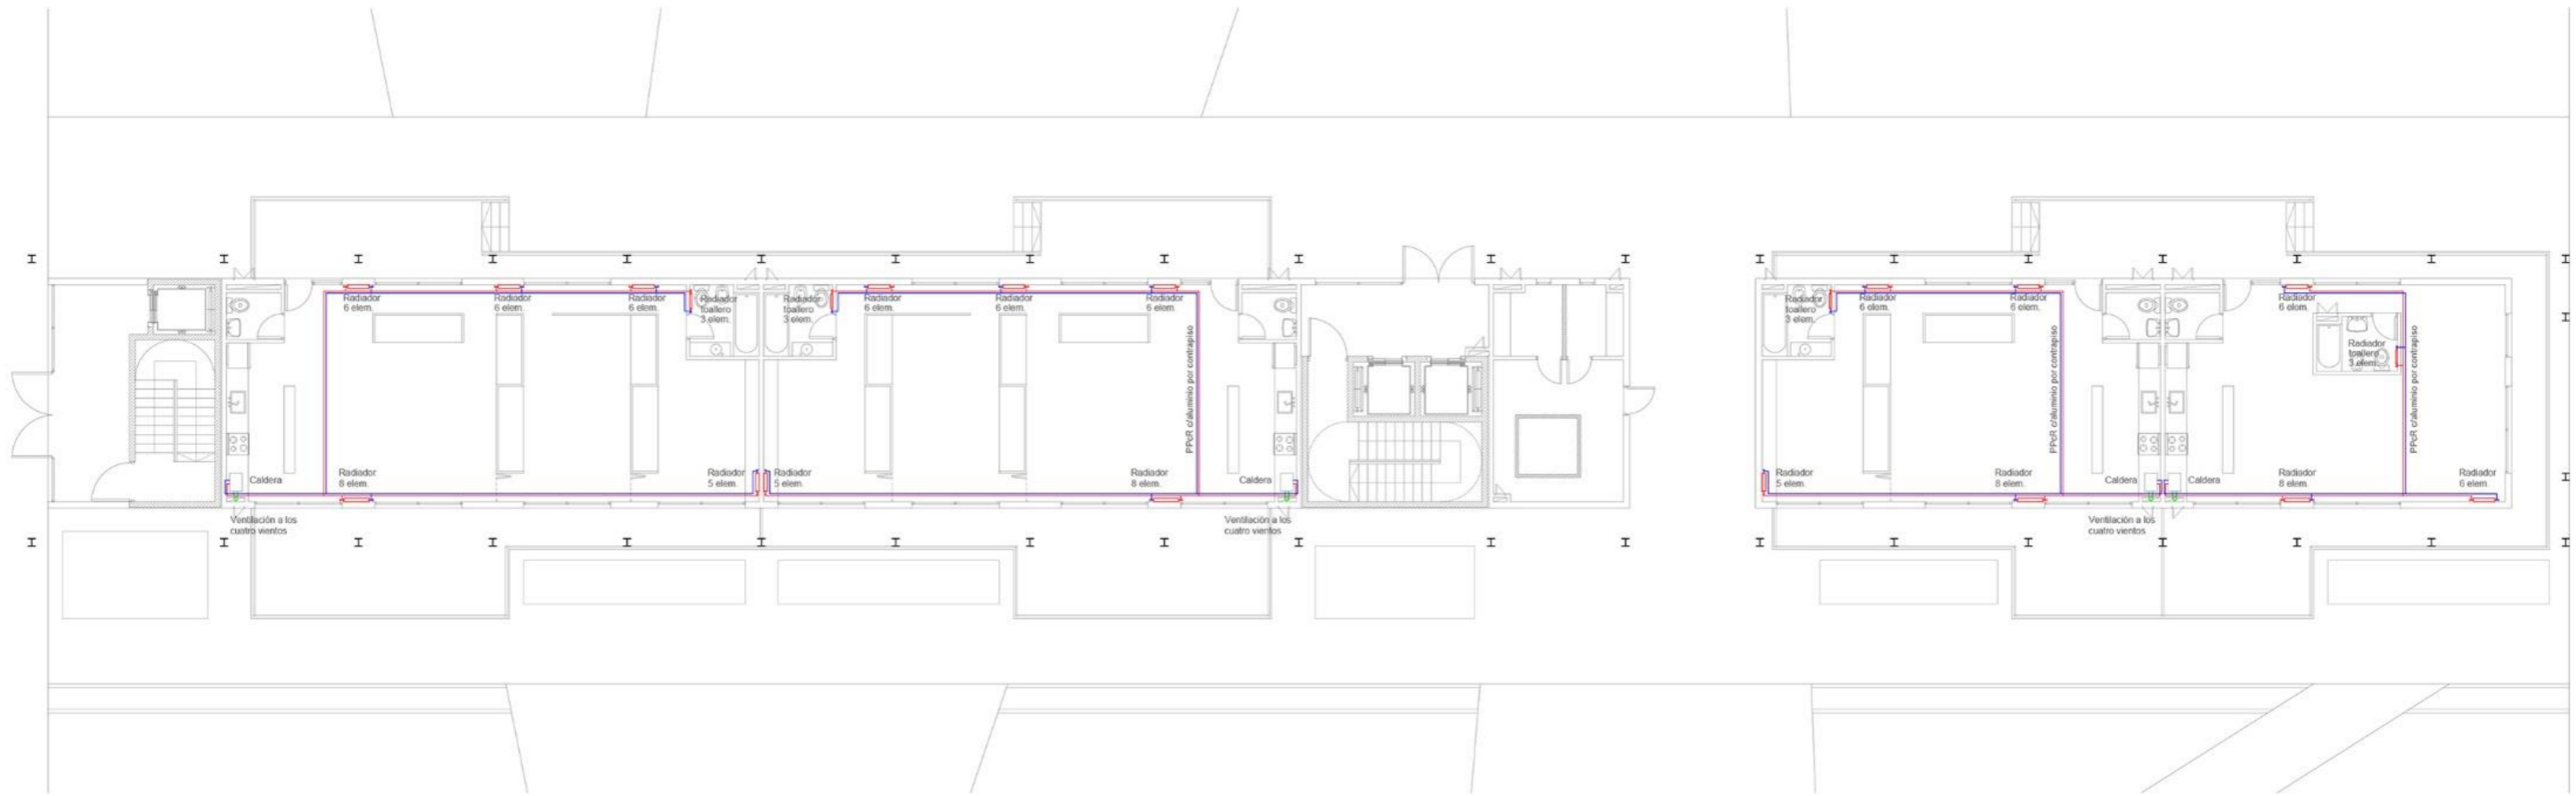 Radiador
6 elem.
Radiador
6 elem.
Radiador
6 elem.
Radiador
toallero
3 elem.
Radiador
toallero
3 elem.
Radiador
6 elem.
Radiador
6 elem.
Radiador
6 elem.
PPcR c/aluminio por contrapiso
Caldera
Radiador
8 elem.
Radiador
5 elem.
Radiador
5 elem.
Radiador
8 elem.
Caldera
Ventilación a los
cuatro vientos
Ventilación a los
cuatro vientos
Radiador
toallero
3 elem.
Radiador
6 elem.
Radiador
6 elem.
PPcR c/aluminio por contrapiso
Radiador
6 elem.
Radiador
toallero
3 elem.
PPcR c/aluminio por contrapiso
Radiador
5 elem.
Radiador
8 elem.
Caldera
Caldera
Radiador
8 elem.
Radiador
6 elem.
Ventilación a los
cuatro vientos